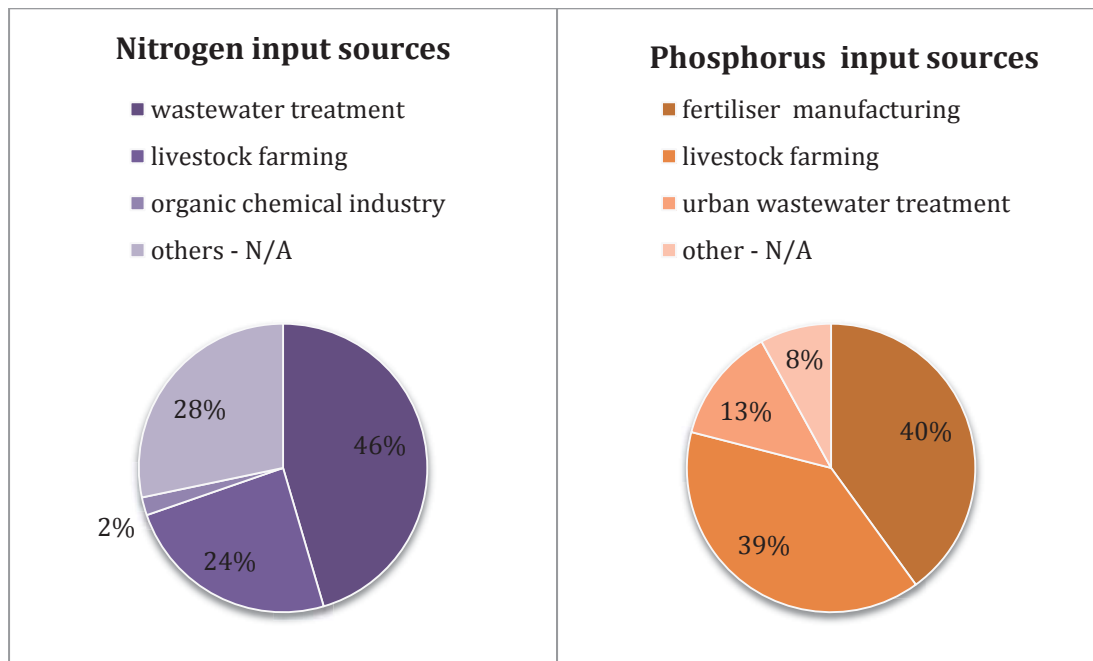 Nitrogen input sources
wastewater treatment
livestock farming
organic chemical industry
others - N/A
28%
46%
2%
24%
Phosphorus input sources
fertiliser manufacturing
livestock farming
urban wastewater treatment
other - N/A
8%
13%
40%
39%